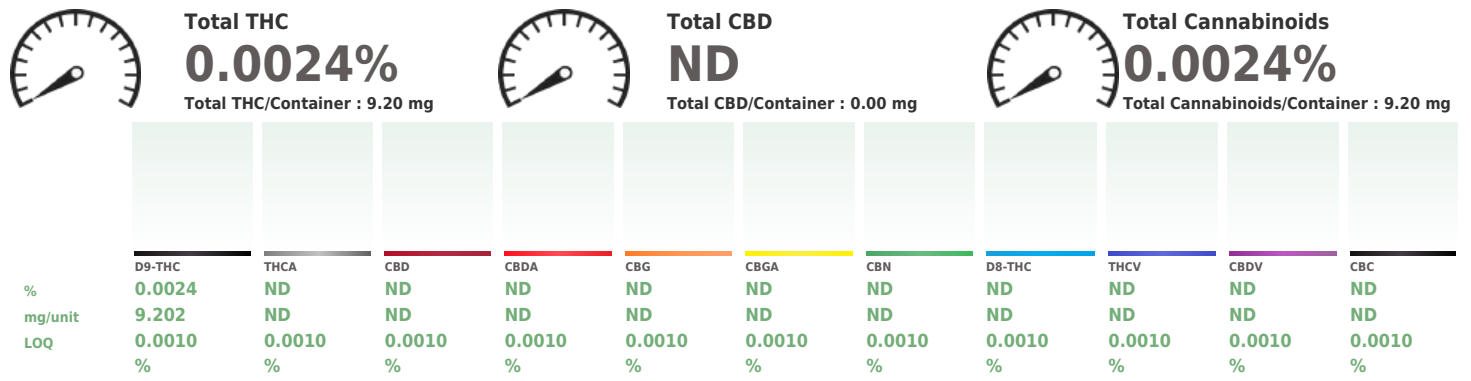 Total THC
0.0024%
Total THC/Container : 9.20 mg
Total CBD
ND
Total CBD/Container : 0.00 mg
Total Cannabinoids
0.0024%
Total Cannabinoids/Container : 9.20 mg
D9-THC THCA CBD CBDA CBG CBGA CBN D8-THC THCV CBDV CBC
% 0.0024 ND ND ND ND ND ND ND ND ND ND
mg/unit 9.202 ND ND ND ND ND ND ND ND ND ND
LOQ 0.0010 0.0010 0.0010 0.0010 0.0010 0.0010 0.0010 0.0010 0.0010 0.0010 0.0010
% % % % % % % % % % %